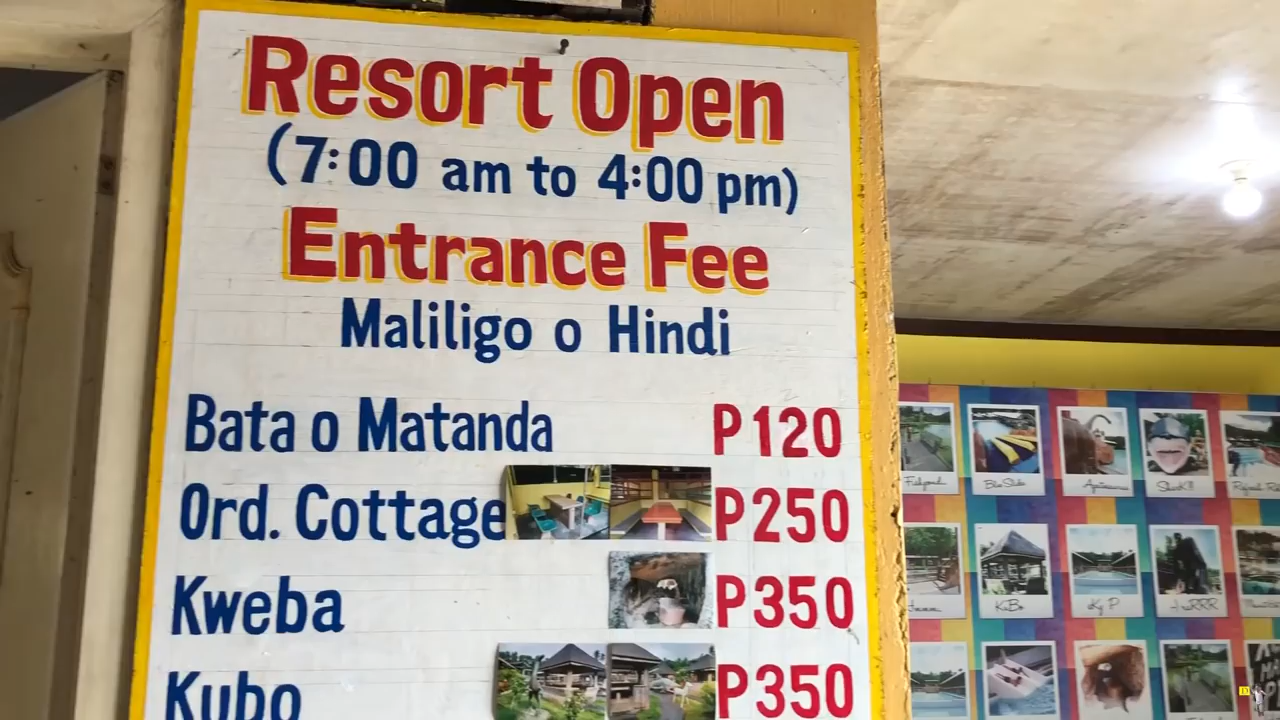 Resort Open
(7:00 am to 4:00 pm)
Entrance Fee
Maliligo o Hindi
Bata o Matanda P120
Ord. Cottage P250
Kweba P350
Kubo P350